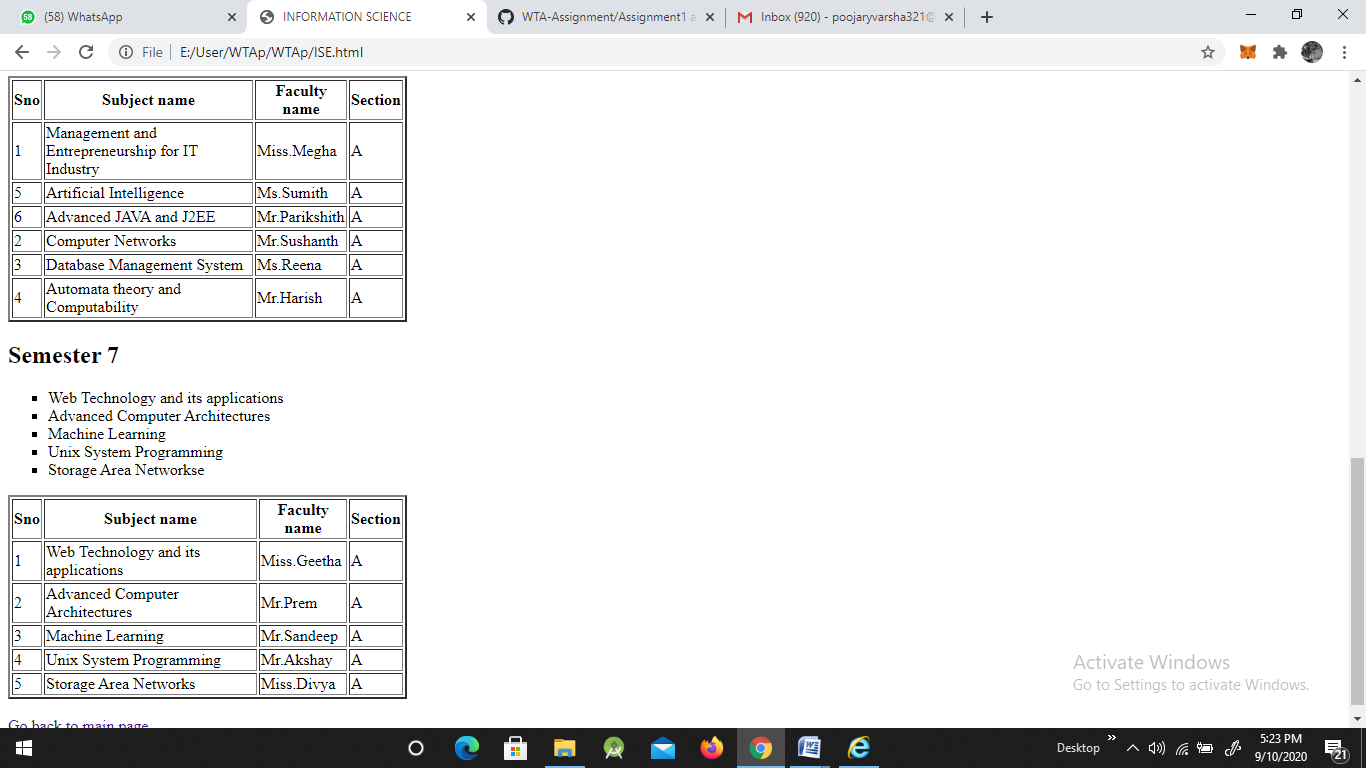 (58) WhatsApp
INFORMATION SCIENCE
WTA-Assignment/Assignment1 a
Inbox (920) - poojaryvarsha321@
File
E:/User/WTAp/WTAp/ISE.html
Sno Subject name Faculty name Section
1 Management and Entrepreneurship for IT Industry Miss.Megha A
5 Artificial Intelligence Ms.Sumith A
6 Advanced JAVA and J2EE Mr.Parikshith A
2 Computer Networks Mr.Sushanth A
3 Database Management System Ms.Reena A
4 Automata theory and Computability Mr.Harish A
Semester 7
Web Technology and its applications
Advanced Computer Architectures
Machine Learning
Unix System Programming
Storage Area Networkse
Sno Subject name Faculty name Section
1 Web Technology and its applications Miss.Geetha A
2 Advanced Computer Architectures Mr.Prem A
3 Machine Learning Mr.Sandeep A
4 Unix System Programming Mr.Akshay A
5 Storage Area Networks Miss.Divya A
Go back to main page
Activate Windows
Go to Settings to activate Windows.
Desktop
5:23 PM
9/10/2020
21